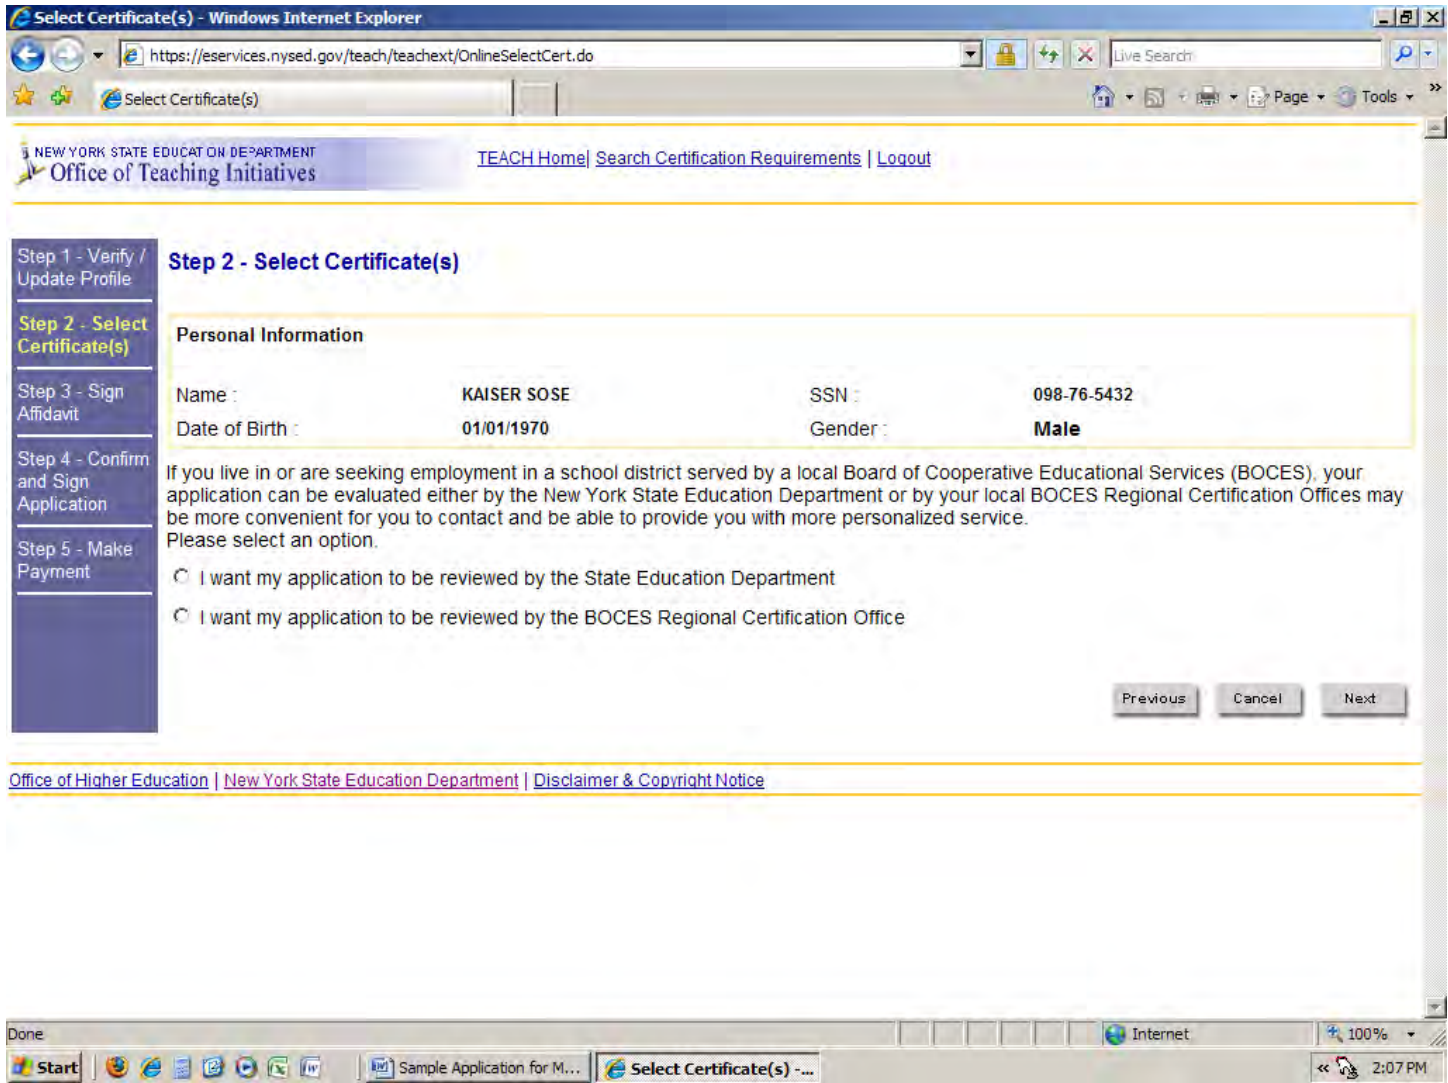 Select Certificate(s) - Windows Internet Explorer
https://eservices.nysed.gov/teach/teachext/OnlineSelectCert.do
Live Search
Select Certificate(s)
Page
Tools
NEW YORK STATE EDUCATION DEPARTMENT
Office of Teaching Initiatives
TEACH Home| Search Certification Requirements | Logout
Step 1 - Verify /
Update Profile
Step 2 - Select
Certificate(s)
Step 3 - Sign
Affidavit
Step 4 - Confirm
and Sign
Application
Step 5 - Make
Payment
Step 2 - Select Certificate(s)
Personal Information
Name : KAISER SOSE SSN : 098-76-5432
Date of Birth : 01/01/1970 Gender : Male
If you live in or are seeking employment in a school district served by a local Board of Cooperative Educational Services (BOCES), your
application can be evaluated either by the New York State Education Department or by your local BOCES Regional Certification Offices may
be more convenient for you to contact and be able to provide you with more personalized service.
Please select an option.
I want my application to be reviewed by the State Education Department
I want my application to be reviewed by the BOCES Regional Certification Office
Previous Cancel Next
Office of Higher Education | New York State Education Department | Disclaimer & Copyright Notice
Done
Internet
100%
Start
Sample Application for M...
Select Certificate(s) -...
2:07 PM